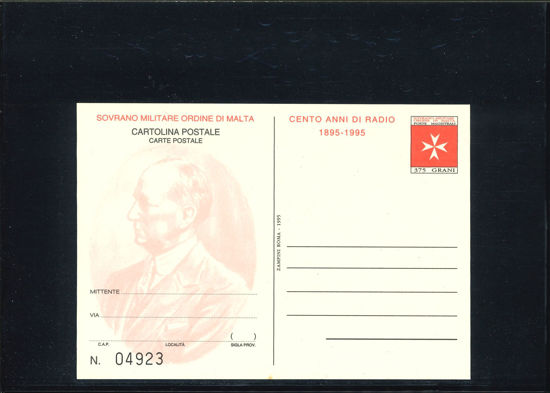 SOVRANO MILITARE ORDINE DI MALTA
CARTOLINA POSTALE
CARTE POSTALE
MITTENTE
VIA
( )
C.A.P. LOCALITÀ SIGLA PROV.
N. 04923
ZAMPINI ROMA - 1995
CENTO ANNI DI RADIO
1895-1995
POSTE MAGISTRALI
375 GRANI